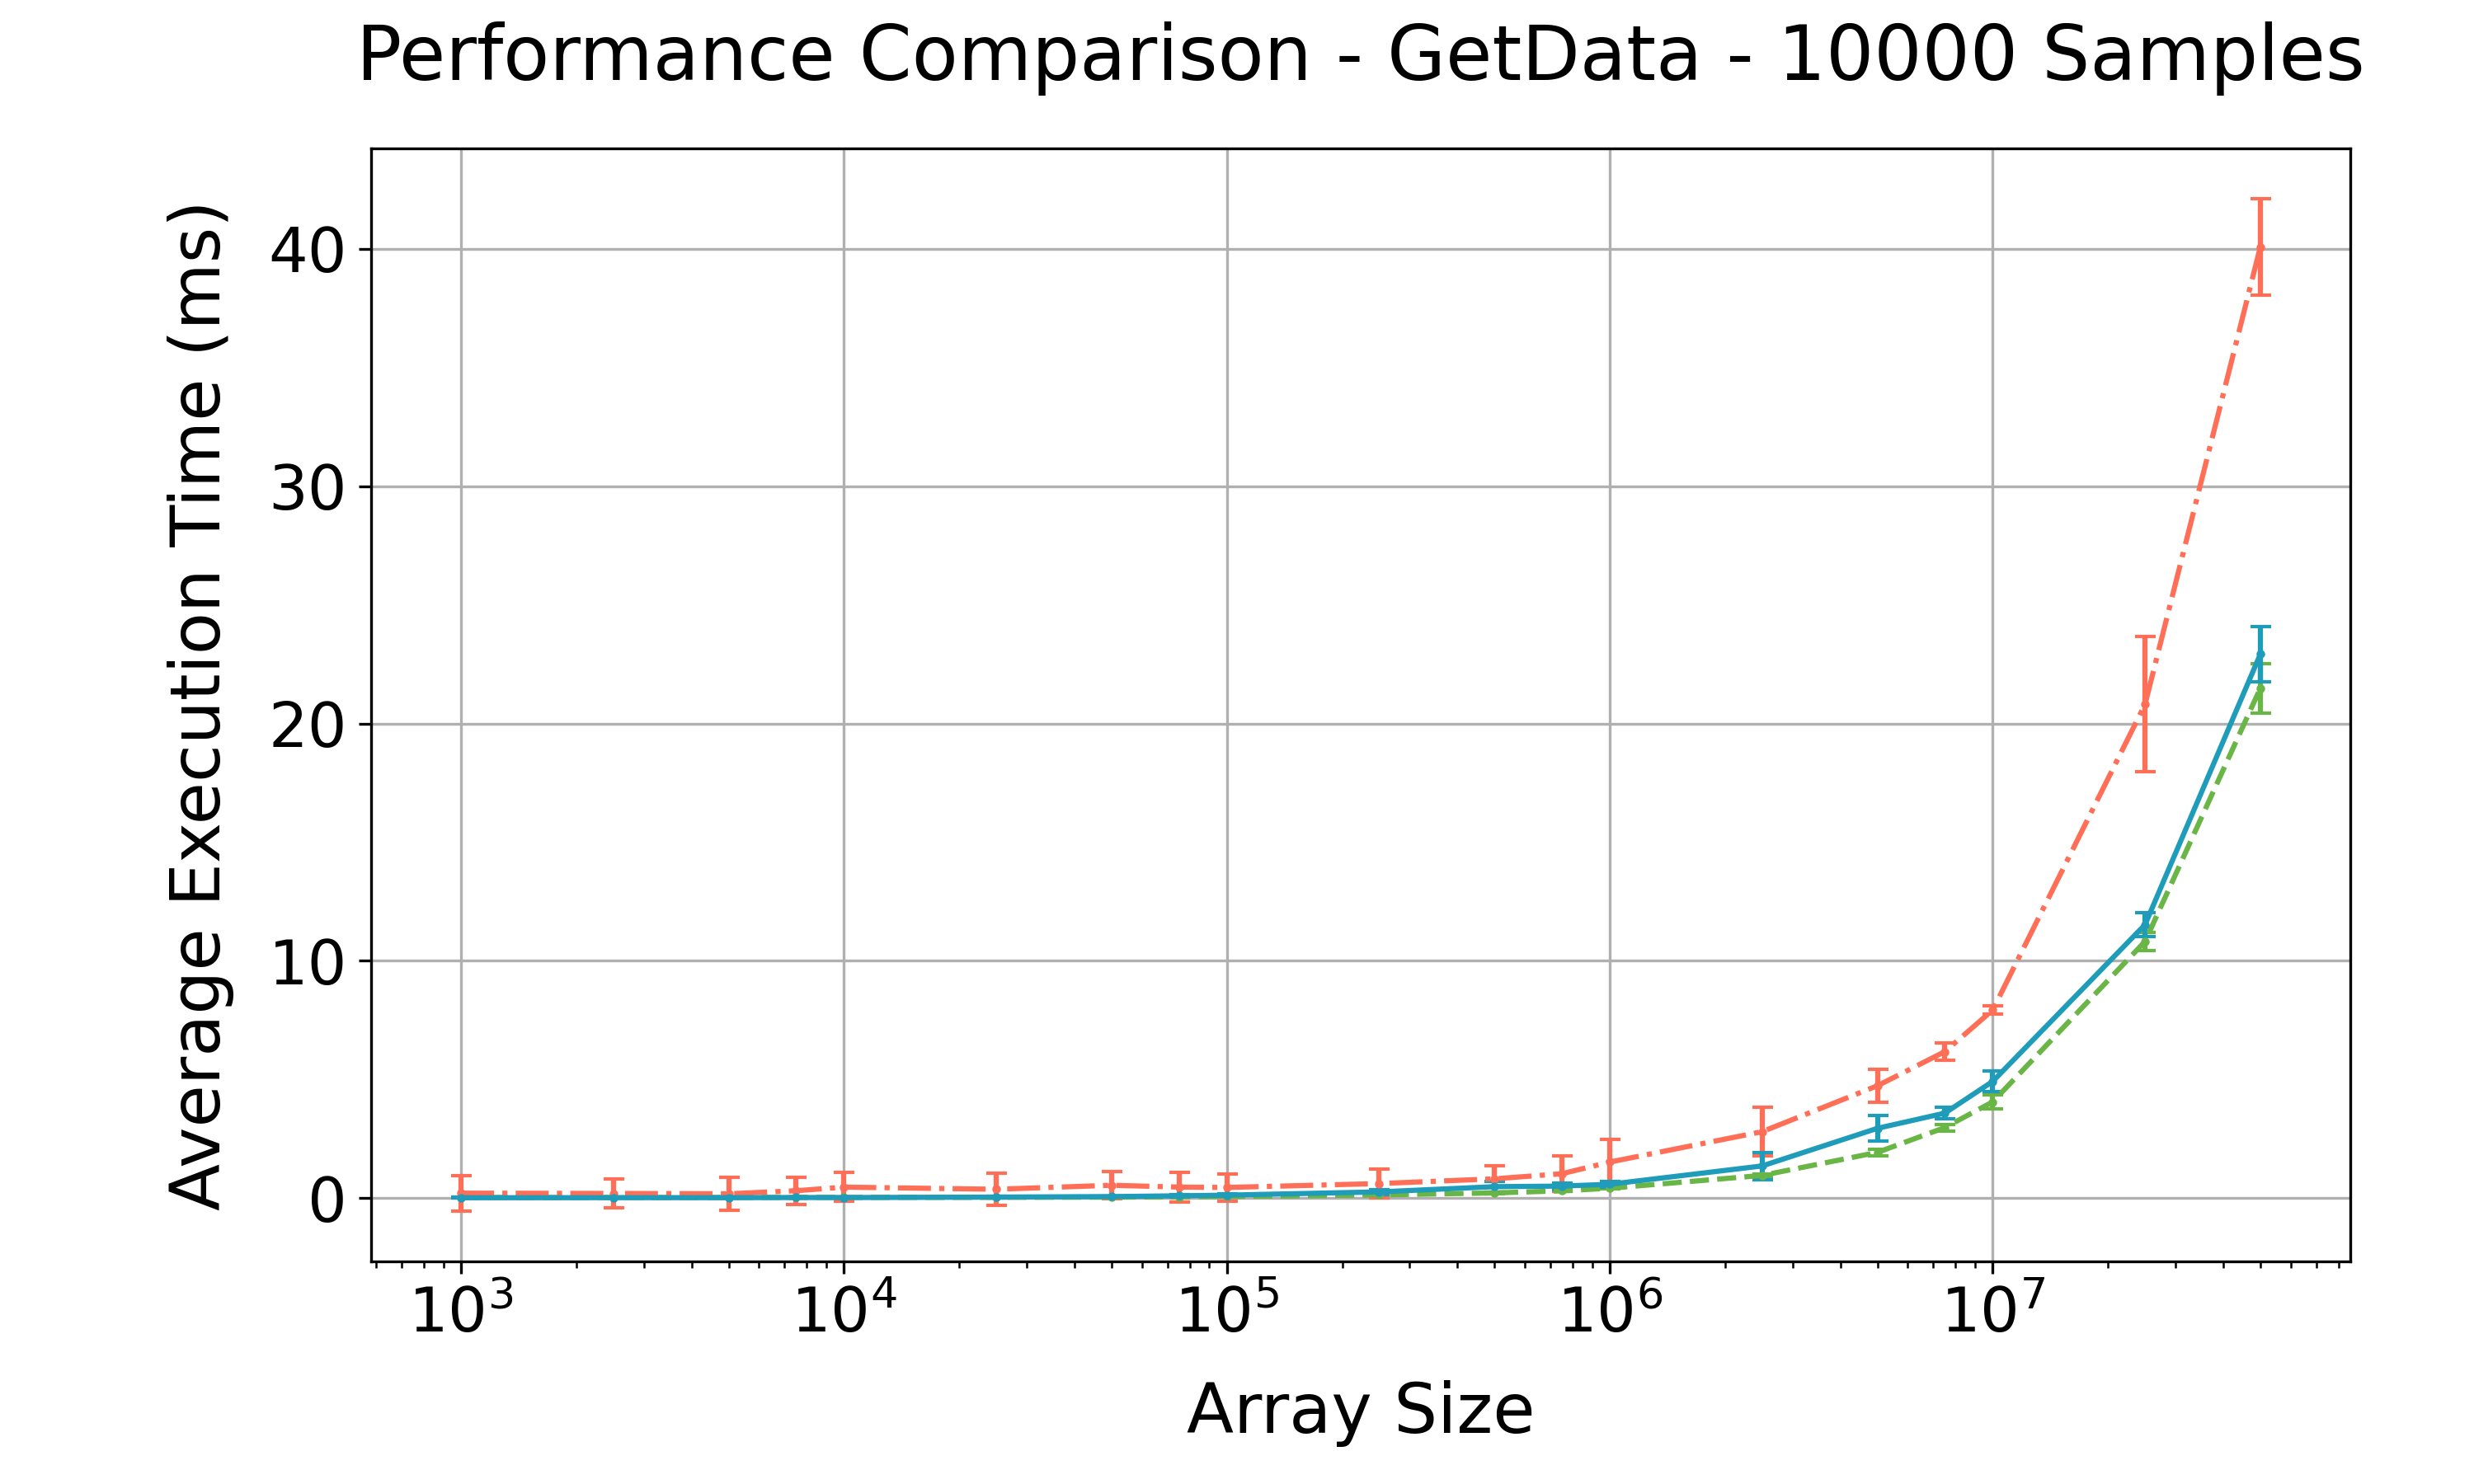 Performance Comparison - GetData - 10000 Samples
Average Execution Time (ms)
40
30
20
10
0
10³ 10⁴ 10⁵ 10⁶ 10⁷
Array Size